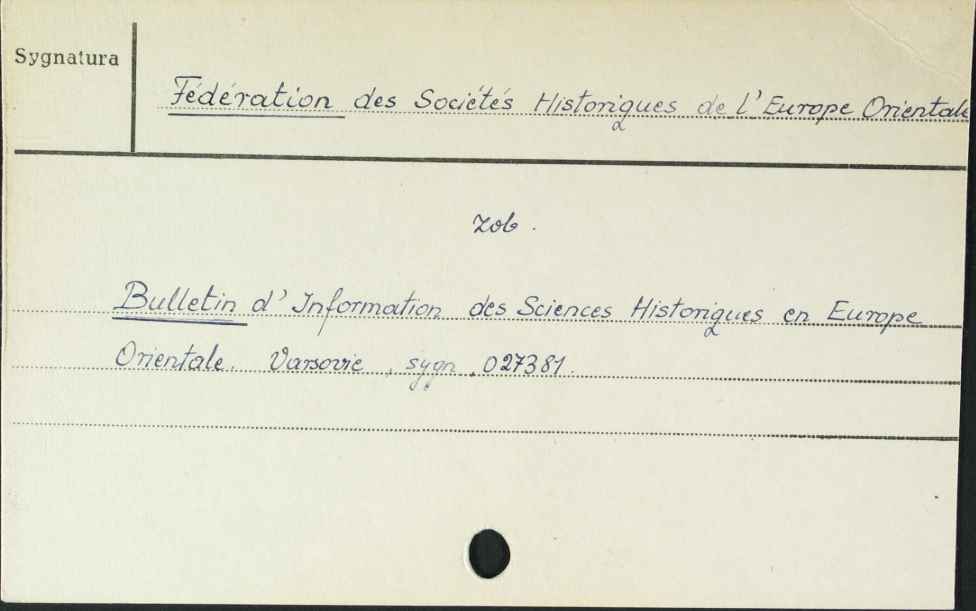 Sygnatura
Fédération des Sociétés Historiques de l'Europe Orientale
zob.
Bulletin d'Information des Sciences Historiques en Europe
Orientale. Varsovie, sygn. 027381.